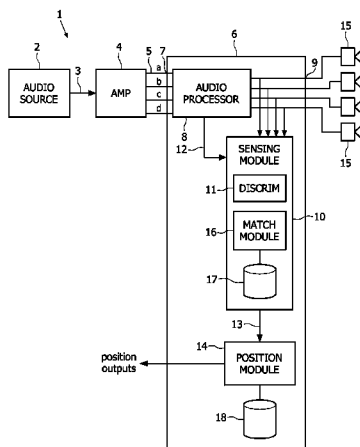 1
2
4
6
15
3
5
a
7
9
AUDIO
SOURCE
AMP
b
c
d
AUDIO
PROCESSOR
8
12
15
SENSING
MODULE
11
DISCRIM
10
16
MATCH
MODULE
17
13
14
position
outputs
POSITION
MODULE
18